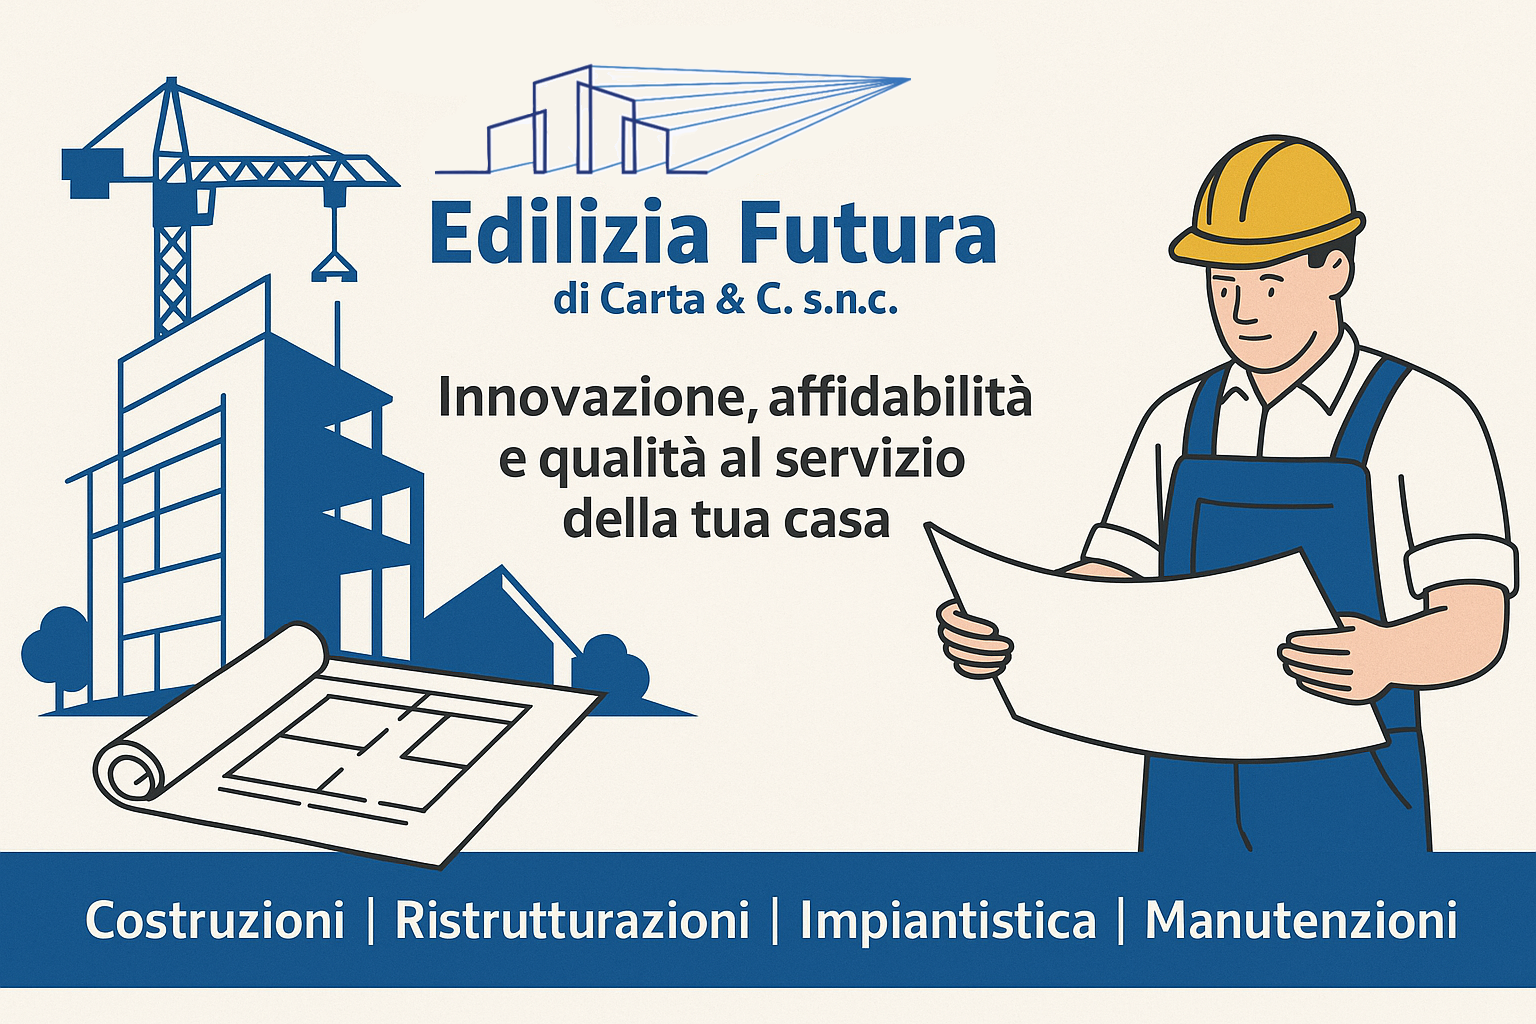 Edilizia Futura
di Carta & C. s.n.c.
Innovazione, affidabilità
e qualità al servizio
della tua casa
Costruzioni | Ristrutturazioni | Impiantistica | Manutenzioni